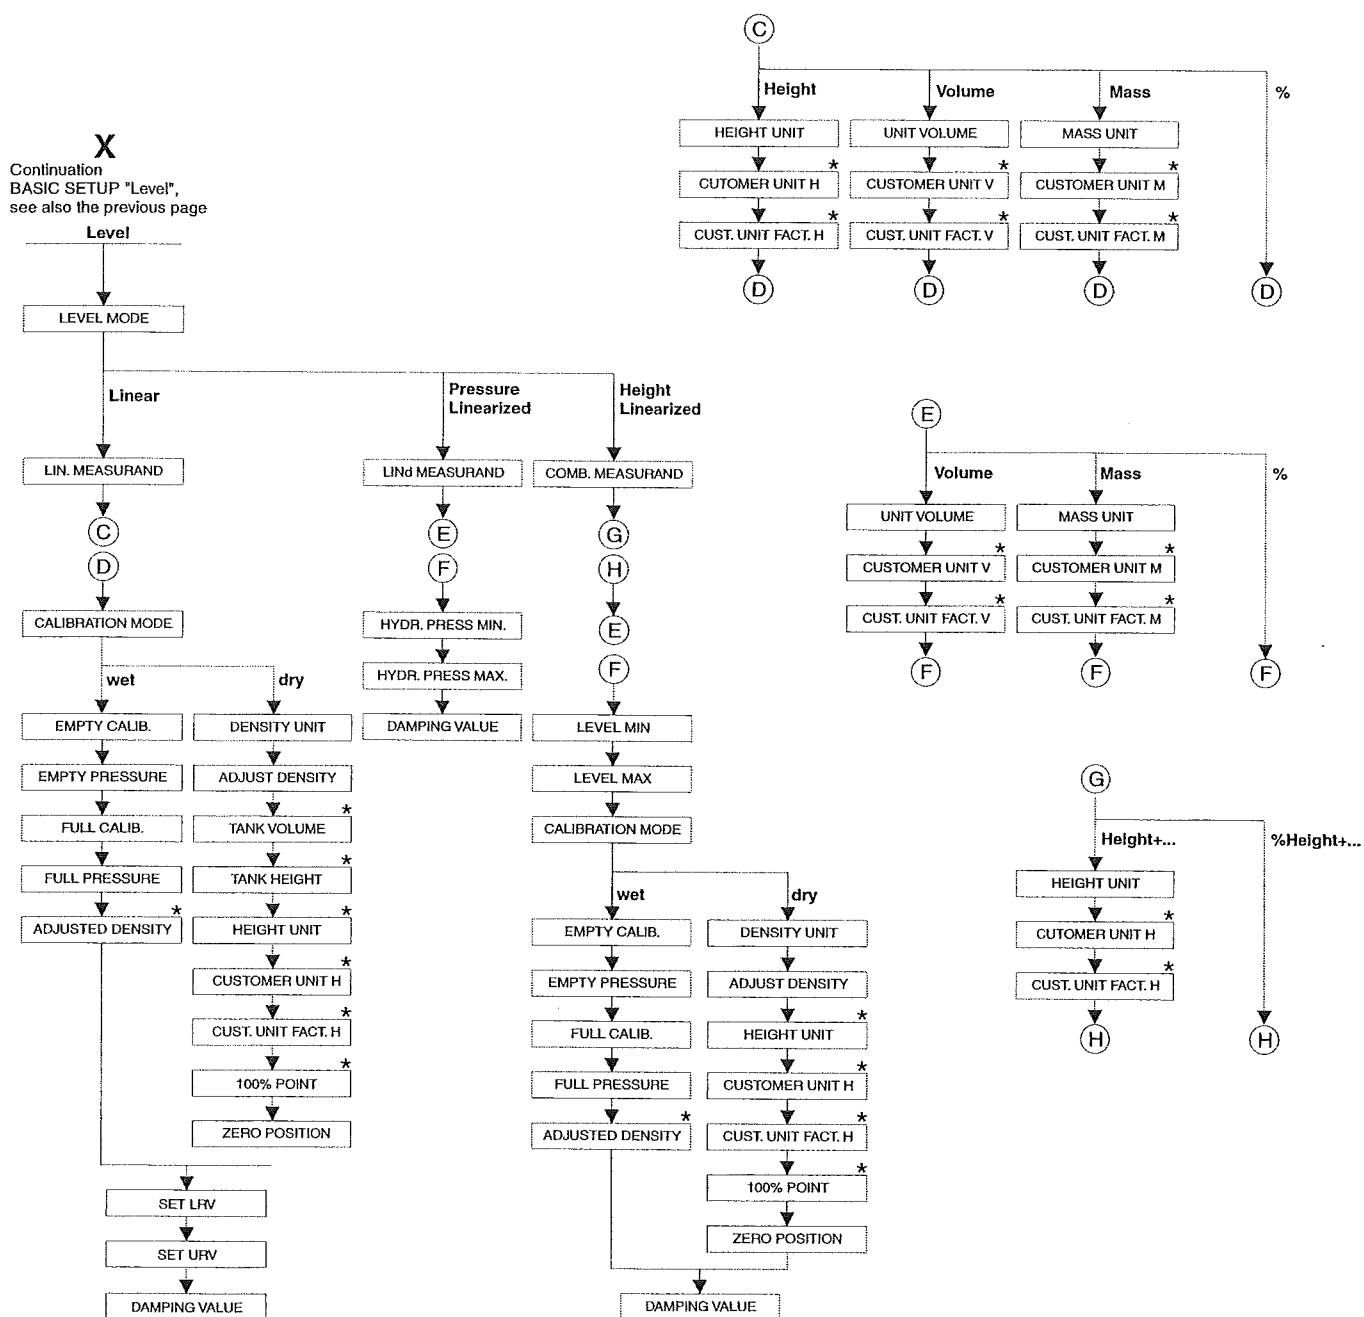 X
Continuation
BASIC SETUP "Level",
see also the previous page
Level
LEVEL MODE
Linear
Pressure
Linearized
Height
Linearized
LIN. MEASURAND
LINd MEASURAND
COMB. MEASURAND
C
E
G
D
F
H
CALIBRATION MODE
HYDR. PRESS MIN.
E
HYDR. PRESS MAX.
F
wet
dry
EMPTY CALIB.
DENSITY UNIT
DAMPING VALUE
LEVEL MIN
EMPTY PRESSURE
ADJUST DENSITY
LEVEL MAX
FULL CALIB.
TANK VOLUME *
CALIBRATION MODE
FULL PRESSURE
TANK HEIGHT *
wet
dry
ADJUSTED DENSITY *
HEIGHT UNIT *
EMPTY CALIB.
DENSITY UNIT
CUSTOMER UNIT H *
EMPTY PRESSURE
ADJUST DENSITY
CUST. UNIT FACT. H *
FULL CALIB.
HEIGHT UNIT *
100% POINT *
FULL PRESSURE
CUSTOMER UNIT H *
ZERO POSITION
ADJUSTED DENSITY *
CUST. UNIT FACT. H *
SET LRV
100% POINT *
SET URV
ZERO POSITION
DAMPING VALUE
DAMPING VALUE
C
Height
Volume
Mass
%
HEIGHT UNIT
UNIT VOLUME
MASS UNIT
CUTOMER UNIT H *
CUSTOMER UNIT V *
CUSTOMER UNIT M *
CUST. UNIT FACT. H *
CUST. UNIT FACT. V *
CUST. UNIT FACT. M *
D
D
D
D
E
Volume
Mass
%
UNIT VOLUME
MASS UNIT
CUSTOMER UNIT V *
CUSTOMER UNIT M *
CUST. UNIT FACT. V *
CUST. UNIT FACT. M *
F
F
F
G
Height+...
%Height+...
HEIGHT UNIT
CUTOMER UNIT H *
CUST. UNIT FACT. H *
H
H